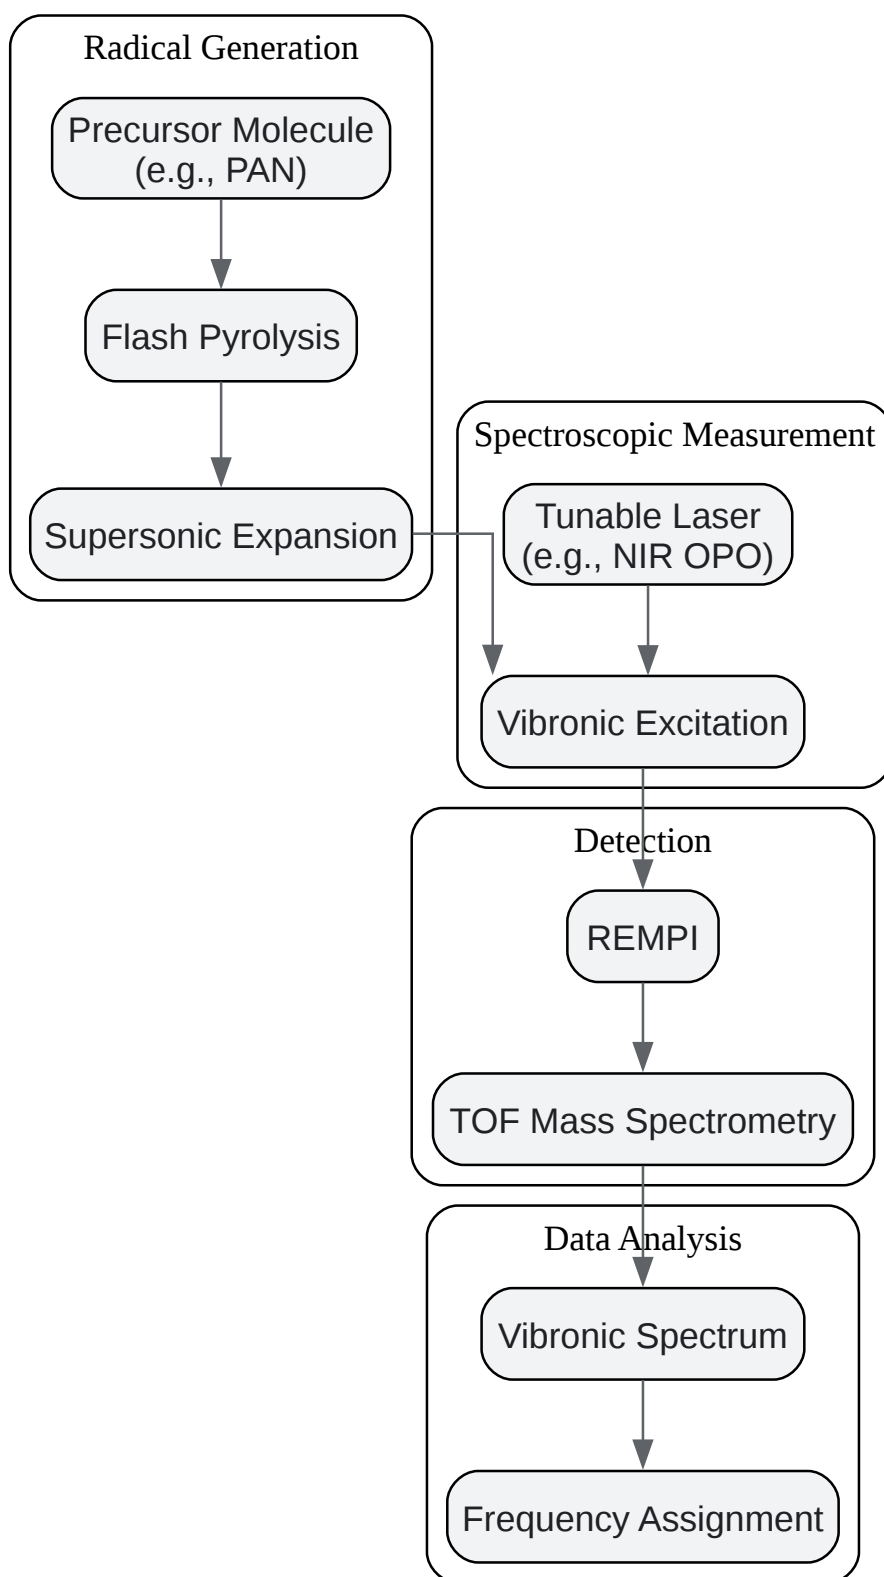 Radical Generation
Precursor Molecule
(e.g., PAN)
Flash Pyrolysis
Supersonic Expansion
Spectroscopic Measurement
Tunable Laser
(e.g., NIR OPO)
Vibronic Excitation
Detection
REMPI
TOF Mass Spectrometry
Data Analysis
Vibronic Spectrum
Frequency Assignment